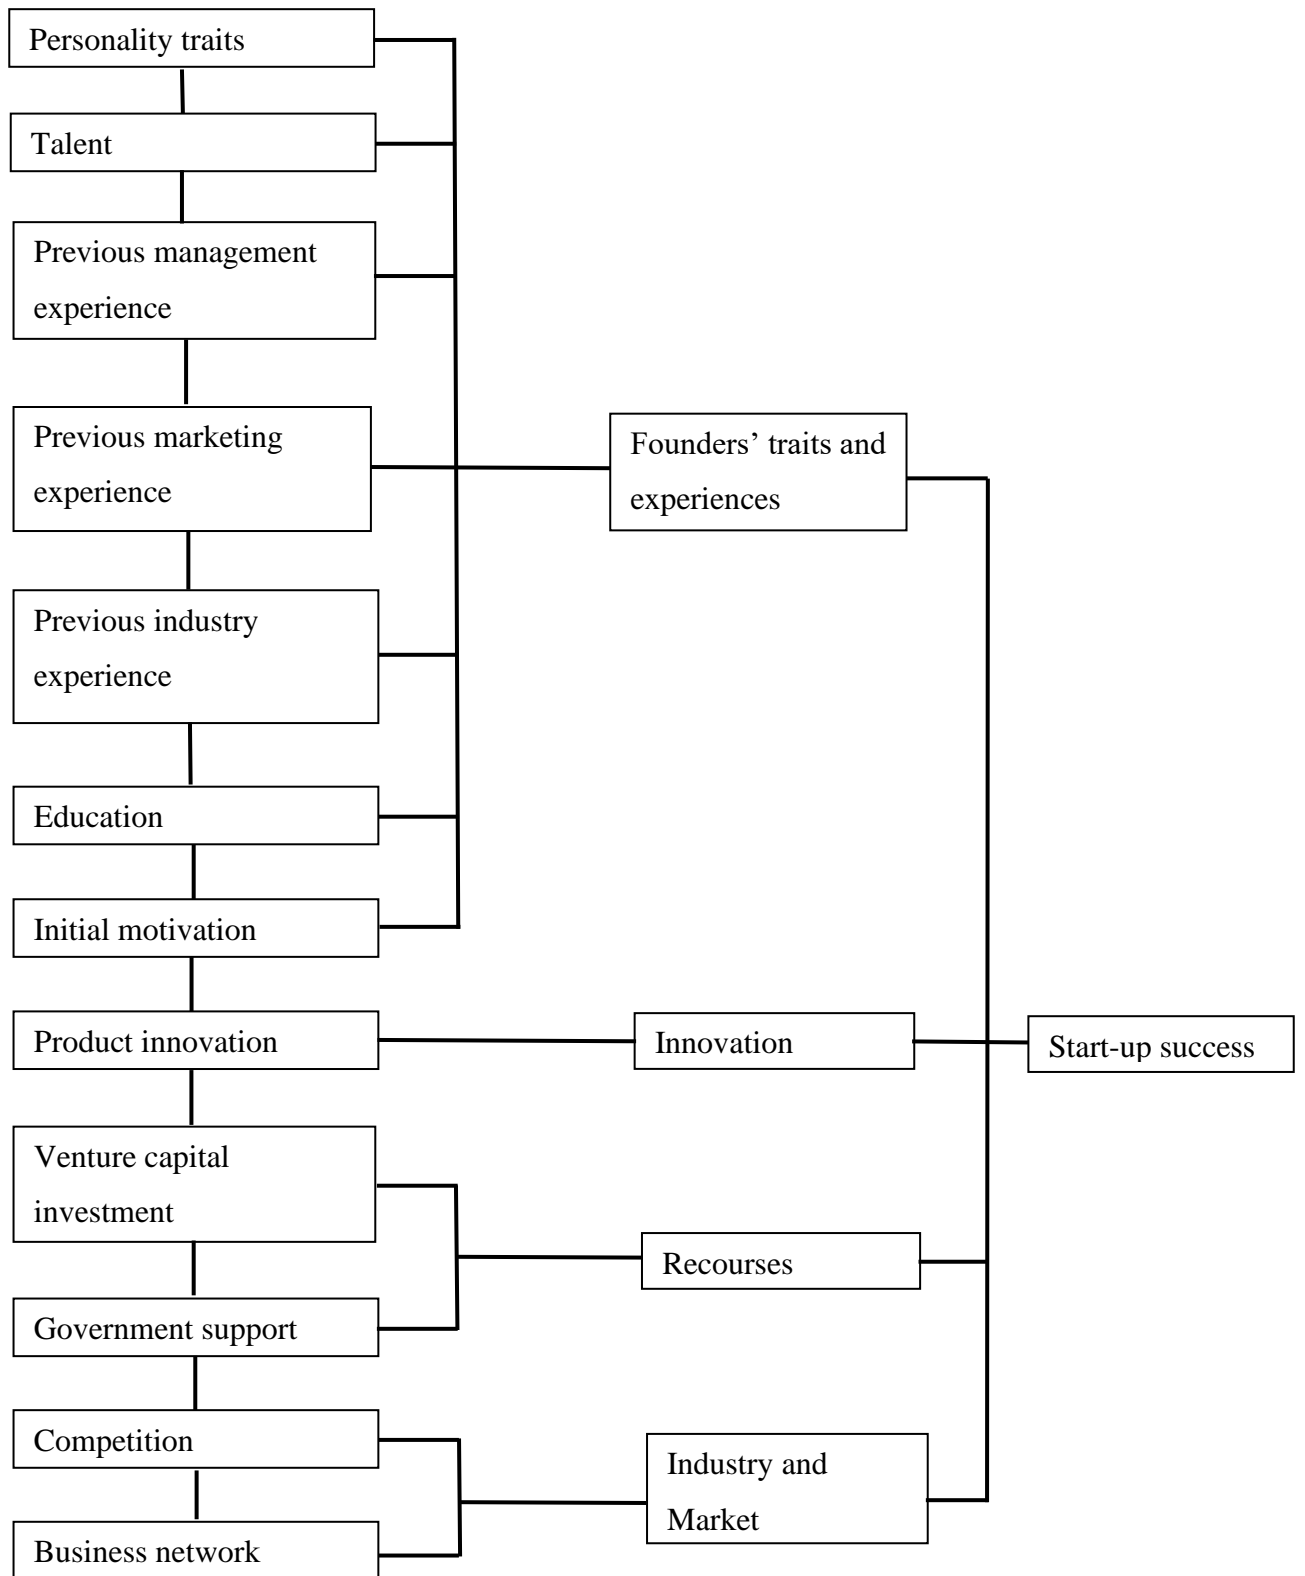 Personality traits
Talent
Previous management
experience
Previous marketing
experience
Founders’ traits and
experiences
Previous industry
experience
Education
Initial motivation
Product innovation
Innovation
Start-up success
Venture capital
investment
Recourses
Government support
Competition
Industry and
Market
Business network